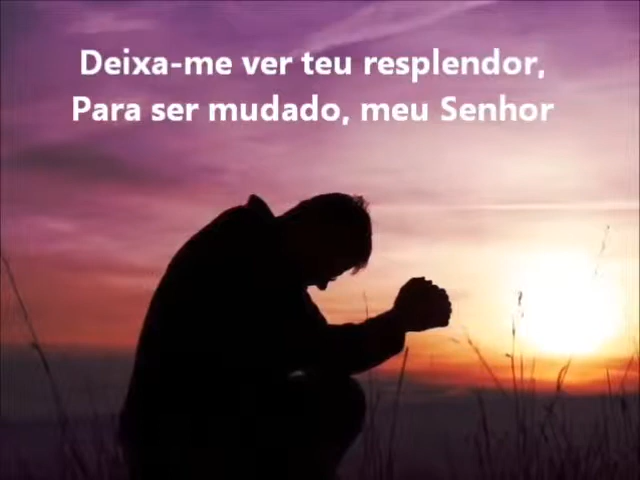 Deixa-me ver teu resplendor,
Para ser mudado, meu Senhor